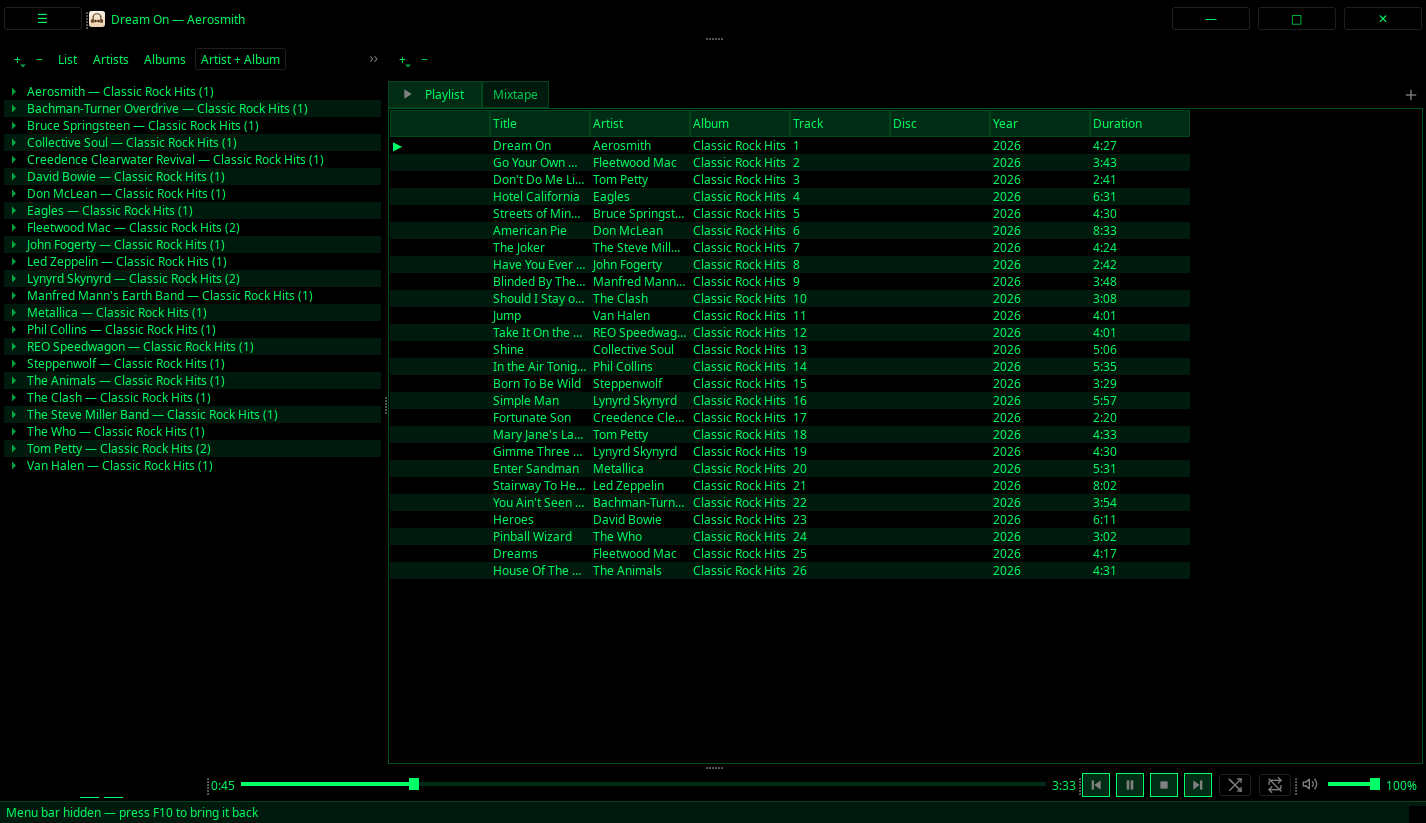 ☰ Dream On — Aerosmith — □ ✕
+ − List Artists Albums Artist + Album » + −
Playlist Mixtape +
Aerosmith — Classic Rock Hits (1)
Bachman-Turner Overdrive — Classic Rock Hits (1)
Bruce Springsteen — Classic Rock Hits (1)
Collective Soul — Classic Rock Hits (1)
Creedence Clearwater Revival — Classic Rock Hits (1)
David Bowie — Classic Rock Hits (1)
Don McLean — Classic Rock Hits (1)
Eagles — Classic Rock Hits (1)
Fleetwood Mac — Classic Rock Hits (2)
John Fogerty — Classic Rock Hits (1)
Led Zeppelin — Classic Rock Hits (1)
Lynyrd Skynyrd — Classic Rock Hits (2)
Manfred Mann's Earth Band — Classic Rock Hits (1)
Metallica — Classic Rock Hits (1)
Phil Collins — Classic Rock Hits (1)
REO Speedwagon — Classic Rock Hits (1)
Steppenwolf — Classic Rock Hits (1)
The Animals — Classic Rock Hits (1)
The Clash — Classic Rock Hits (1)
The Steve Miller Band — Classic Rock Hits (1)
The Who — Classic Rock Hits (1)
Tom Petty — Classic Rock Hits (2)
Van Halen — Classic Rock Hits (1)
Title Artist Album Track Disc Year Duration
Dream On Aerosmith Classic Rock Hits 1 2026 4:27
Go Your Own ... Fleetwood Mac Classic Rock Hits 2 2026 3:43
Don't Do Me Li... Tom Petty Classic Rock Hits 3 2026 2:41
Hotel California Eagles Classic Rock Hits 4 2026 6:31
Streets of Min... Bruce Springst... Classic Rock Hits 5 2026 4:30
American Pie Don McLean Classic Rock Hits 6 2026 8:33
The Joker The Steve Mill... Classic Rock Hits 7 2026 4:24
Have You Ever ... John Fogerty Classic Rock Hits 8 2026 2:42
Blinded By The... Manfred Mann... Classic Rock Hits 9 2026 3:48
Should I Stay o... The Clash Classic Rock Hits 10 2026 3:08
Jump Van Halen Classic Rock Hits 11 2026 4:01
Take It On the ... REO Speedwag... Classic Rock Hits 12 2026 4:01
Shine Collective Soul Classic Rock Hits 13 2026 5:06
In the Air Tonig... Phil Collins Classic Rock Hits 14 2026 5:35
Born To Be Wild Steppenwolf Classic Rock Hits 15 2026 3:29
Simple Man Lynyrd Skynyrd Classic Rock Hits 16 2026 5:57
Fortunate Son Creedence Cle... Classic Rock Hits 17 2026 2:20
Mary Jane's La... Tom Petty Classic Rock Hits 18 2026 4:33
Gimme Three ... Lynyrd Skynyrd Classic Rock Hits 19 2026 4:30
Enter Sandman Metallica Classic Rock Hits 20 2026 5:31
Stairway To He... Led Zeppelin Classic Rock Hits 21 2026 8:02
You Ain't Seen ... Bachman-Turn... Classic Rock Hits 22 2026 3:54
Heroes David Bowie Classic Rock Hits 23 2026 6:11
Pinball Wizard The Who Classic Rock Hits 24 2026 3:02
Dreams Fleetwood Mac Classic Rock Hits 25 2026 4:17
House Of The ... The Animals Classic Rock Hits 26 2026 4:31
0:45 3:33 100%
Menu bar hidden — press F10 to bring it back